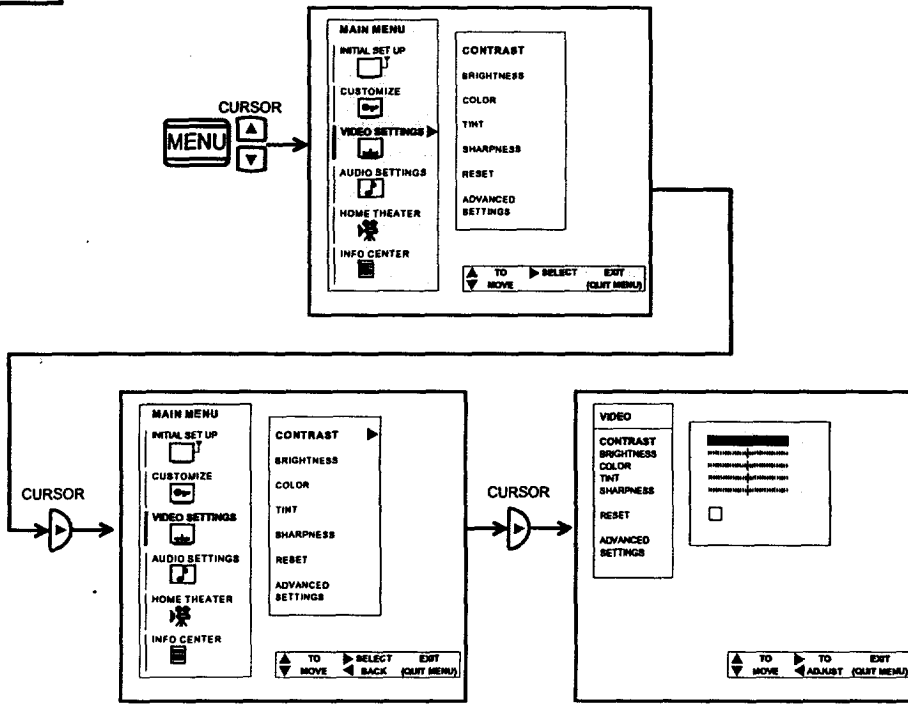 MENU
CURSOR
MAIN MENU
INITIAL SET UP
CUSTOMIZE
VIDEO SETTINGS
AUDIO SETTINGS
HOME THEATER
INFO CENTER
CONTRAST
BRIGHTNESS
COLOR
TINT
SHARPNESS
RESET
ADVANCED
SETTINGS
TO SELECT EXIT
MOVE (QUIT MENU)
CURSOR
MAIN MENU
INITIAL SET UP
CUSTOMIZE
VIDEO SETTINGS
AUDIO SETTINGS
HOME THEATER
INFO CENTER
CONTRAST
BRIGHTNESS
COLOR
TINT
SHARPNESS
RESET
ADVANCED
SETTINGS
TO SELECT EXIT
MOVE BACK (QUIT MENU)
CURSOR
VIDEO
CONTRAST
BRIGHTNESS
COLOR
TINT
SHARPNESS
RESET
ADVANCED
SETTINGS
TO TO EXIT
MOVE ADJUST (QUIT MENU)